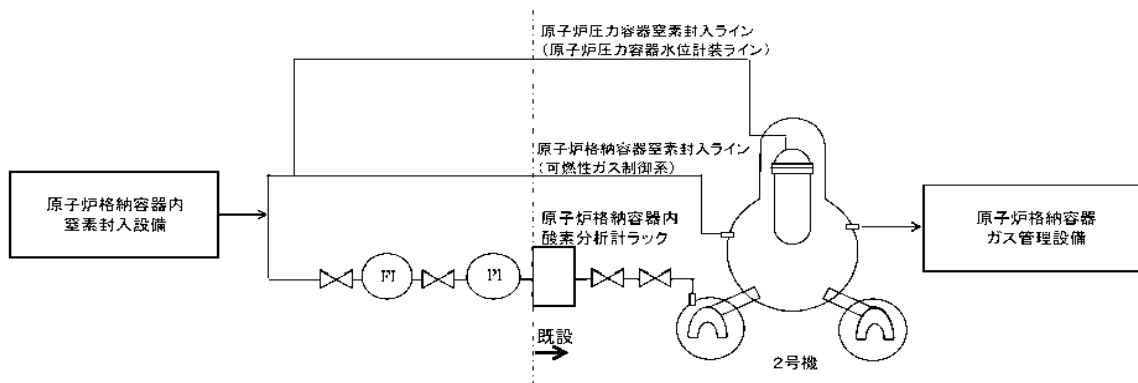 原子炉圧力容器窒素封入ライン
（原子炉圧力容器水位計装ライン）
原子炉格納容器窒素封入ライン
（可燃性ガス制御系）
原子炉格納容器内
窒素封入設備
原子炉格納容器内
酸素分析計ラック
原子炉格納容器
ガス管理設備
FI
PI
既設
２号機